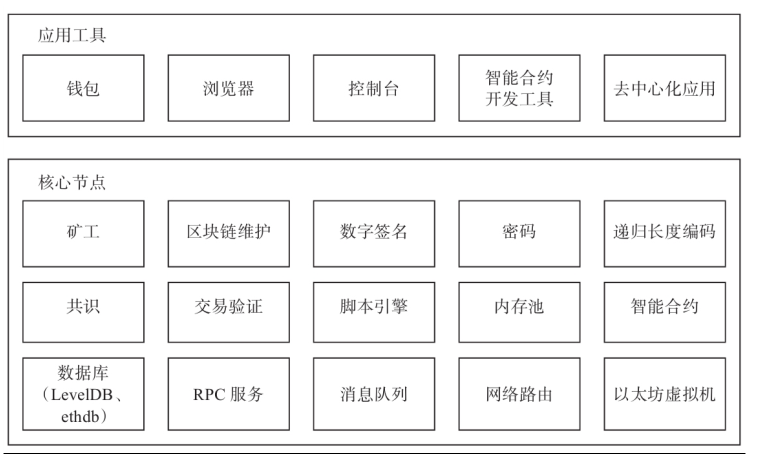 应用工具
钱包
浏览器
控制台
智能合约
开发工具
去中心化应用
核心节点
矿工
区块链维护
数字签名
密码
递归长度编码
共识
交易验证
脚本引擎
内存池
智能合约
数据库
（LevelDB、
ethdb）
RPC 服务
消息队列
网络路由
以太坊虚拟机